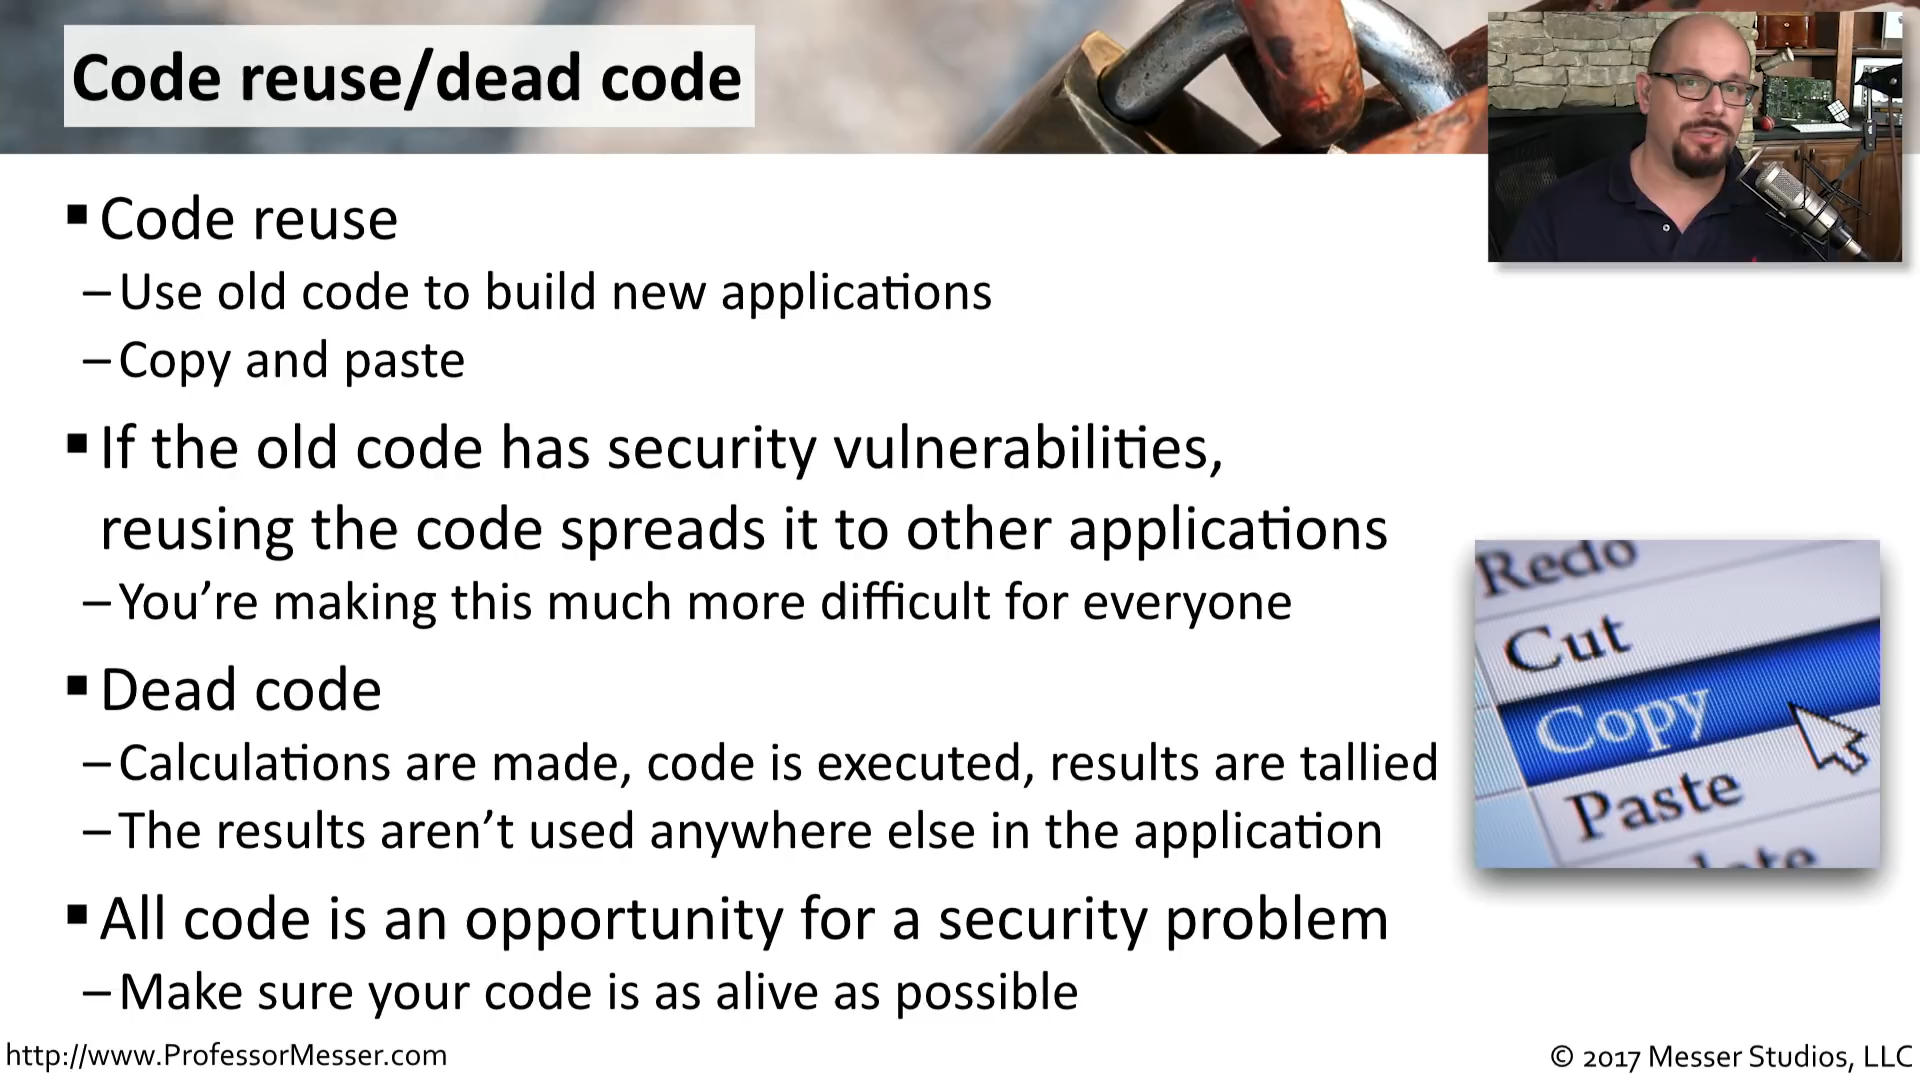 Code reuse/dead code
▪ Code reuse
– Use old code to build new applications
– Copy and paste
▪ If the old code has security vulnerabilities,
reusing the code spreads it to other applications
– You’re making this much more difficult for everyone
▪ Dead code
– Calculations are made, code is executed, results are tallied
– The results aren’t used anywhere else in the application
▪ All code is an opportunity for a security problem
– Make sure your code is as alive as possible
Redo
Cut
Copy
Paste
http://www.ProfessorMesser.com
© 2017 Messer Studios, LLC